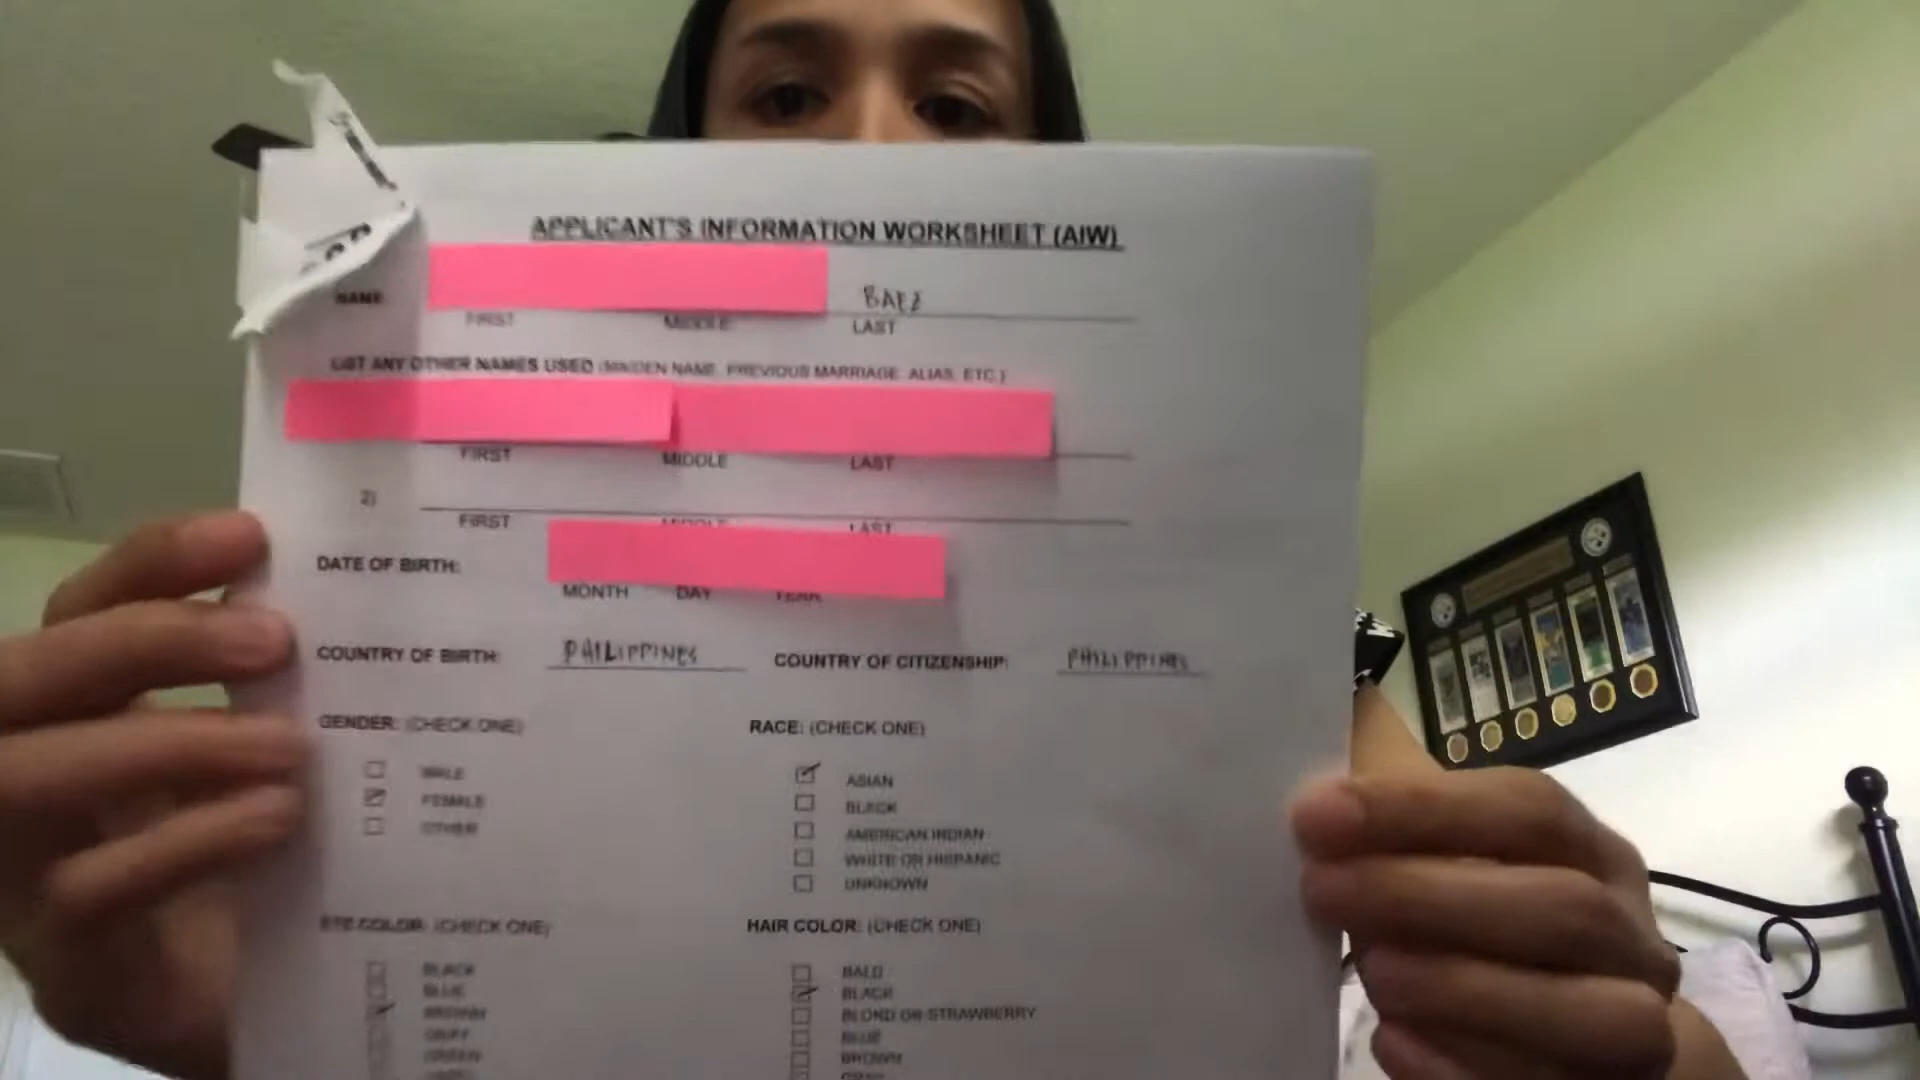 APPLICANT'S INFORMATION WORKSHEET (AIW)
NAME: BAEZ
FIRST MIDDLE LAST
LIST ANY OTHER NAMES USED (MAIDEN NAME, PREVIOUS MARRIAGE, ALIAS, ETC.)
FIRST MIDDLE LAST
2)
FIRST MIDDLE LAST
DATE OF BIRTH:
MONTH DAY YEAR
COUNTRY OF BIRTH: PHILIPPINES COUNTRY OF CITIZENSHIP: PHILIPPINES
GENDER: (CHECK ONE) RACE: (CHECK ONE)
MALE ASIAN
FEMALE BLACK
OTHER AMERICAN INDIAN
WHITE OR HISPANIC
UNKNOWN
EYE COLOR: (CHECK ONE) HAIR COLOR: (CHECK ONE)
BLACK BALD
BLUE BLACK
BROWN BLOND OR STRAWBERRY
GRAY BLUE
GREEN BROWN
GRAY